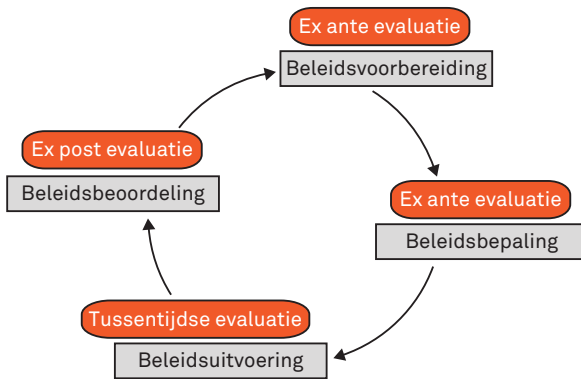 Ex ante evaluatie
Beleidsvoorbereiding
Ex post evaluatie
Beleidsbeoordeling
Ex ante evaluatie
Beleidsbepaling
Tussentijdse evaluatie
Beleidsuitvoering